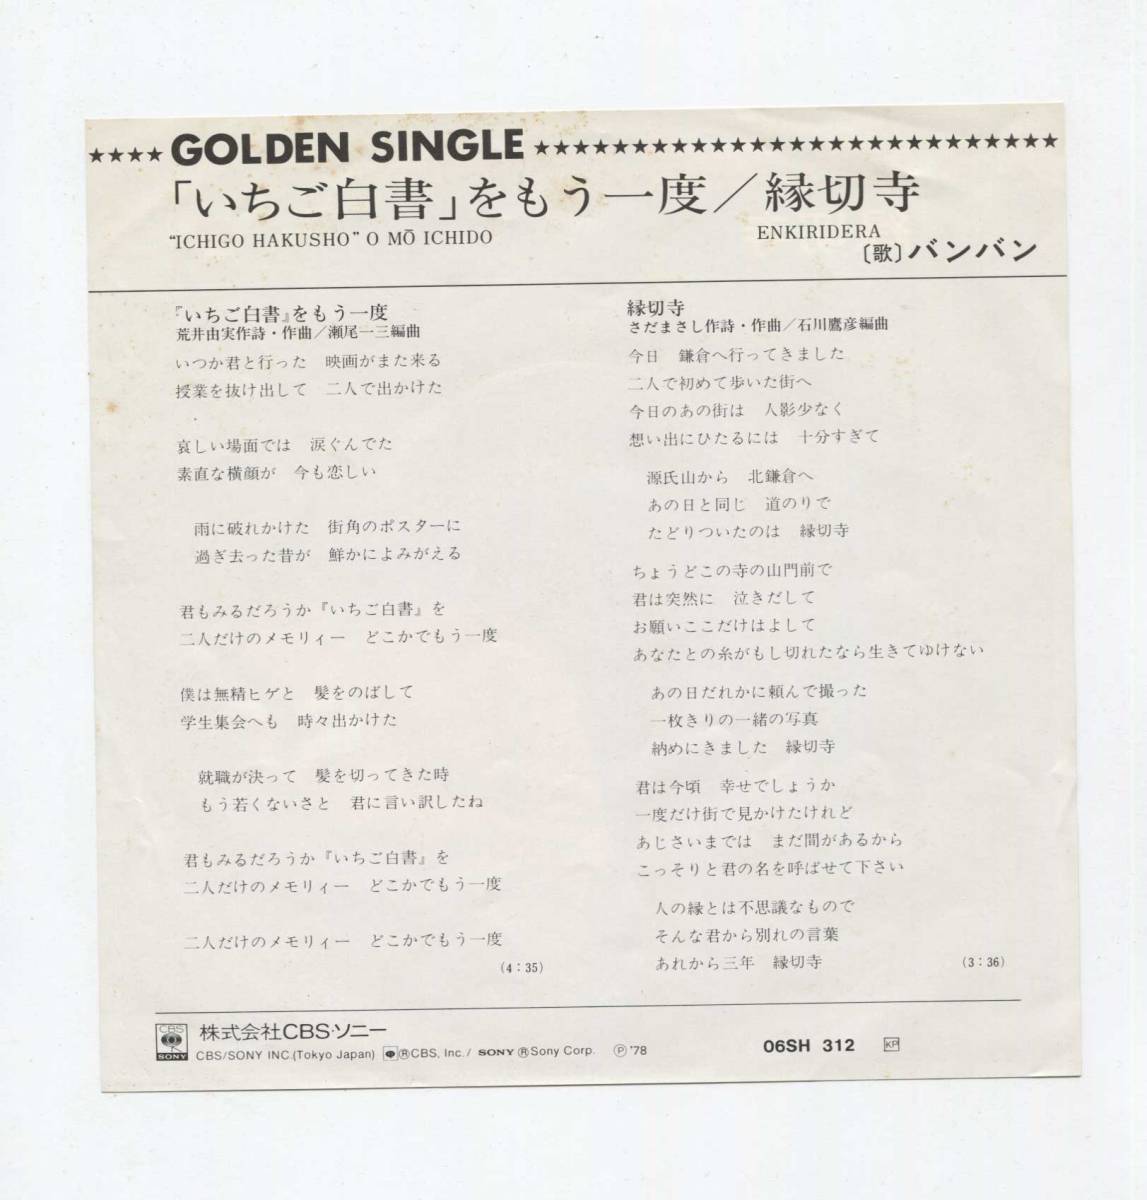 ★★★★ GOLDEN SINGLE ★★★★★★★★★★★★★★★★★★★★★★★★★★★
「いちご白書」をもう一度／縁切寺
“ICHIGO HAKUSHO” O MŌ ICHIDO
ENKIRIDERA
〔歌〕バンバン
『いちご白書』をもう一度
荒井由実作詩・作曲／瀬尾一三編曲
いつか君と行った　映画がまた来る
授業を抜け出して　二人で出かけた
哀しい場面では　涙ぐんでた
素直な横顔が　今も恋しい
雨に破れかけた　街角のポスターに
過ぎ去った昔が　鮮かによみがえる
君もみるだろうか『いちご白書』を
二人だけのメモリィー　どこかでもう一度
僕は無精ヒゲと　髪をのばして
学生集会へも　時々出かけた
就職が決って　髪を切ってきた時
もう若くないさと　君に言い訳したね
君もみるだろうか『いちご白書』を
二人だけのメモリィー　どこかでもう一度
二人だけのメモリィー　どこかでもう一度
(4：35)
縁切寺
さだまさし作詩・作曲／石川鷹彦編曲
今日　鎌倉へ行ってきました
二人で初めて歩いた街へ
今日のあの街は　人影少なく
想い出にひたるには　十分すぎて
源氏山から　北鎌倉へ
あの日と同じ　道のりで
たどりついたのは　縁切寺
ちょうどこの寺の山門前で
君は突然に　泣きだして
お願いここだけはよして
あなたとの糸がもし切れたなら生きてゆけない
あの日だれかに頼んで撮った
一枚きりの一緒の写真
納めにきました　縁切寺
君は今頃　幸せでしょうか
一度だけ街で見かけたけれど
あじさいまでは　まだ間があるから
こっそりと君の名を呼ばせて下さい
人の縁とは不思議なもので
そんな君から別れの言葉
あれから三年　縁切寺
(3：36)
CBS
SONY
株式会社CBS・ソニー
CBS/SONY INC.(Tokyo Japan) ®CBS, Inc./ SONY ®Sony Corp. ℗ '78
06SH 312
KP